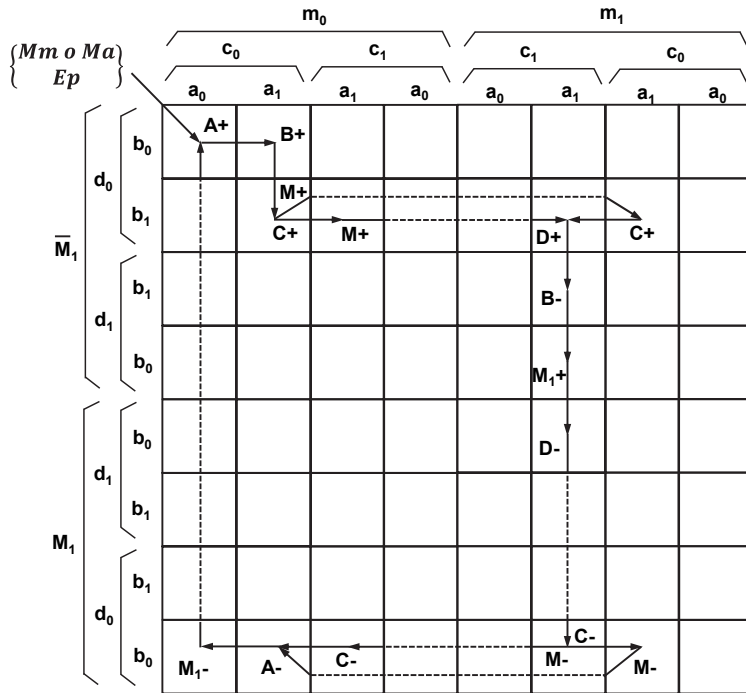 m₀ m₁
{Mm o Ma
Ep}
c₀ c₁ c₁ c₀
a₀ a₁ a₁ a₀ a₀ a₁ a₁ a₀
A+ B+
b₀
d₀
M+
b₁
C+ M+ D+ C+
M̅₁
b₁
B-
d₁
b₀
M₁+
b₀
D-
d₁
b₁
M₁
b₁
d₀
C-
b₀
M₁- A- C- M- M-